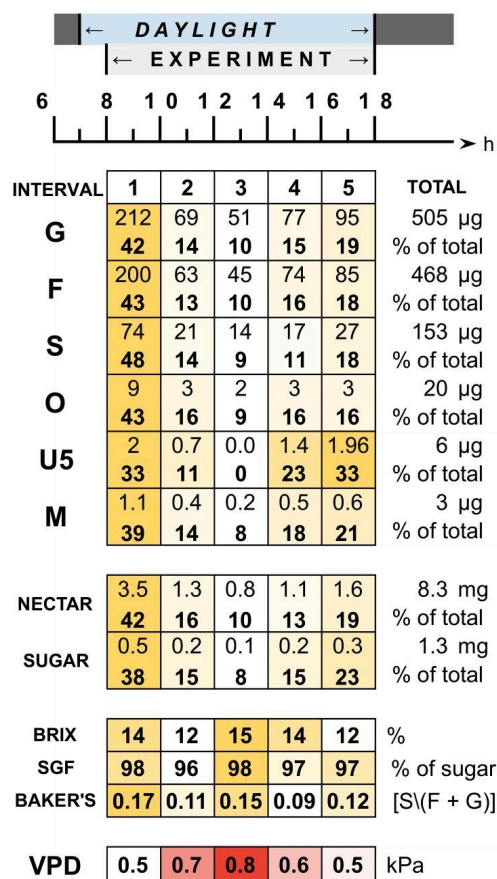 ← DAYLIGHT →
← EXPERIMENT →
6 8 10 12 14 16 18
h
INTERVAL 1 2 3 4 5 TOTAL
G 212 69 51 77 95 505 µg
42 14 10 15 19 % of total
F 200 63 45 74 85 468 µg
43 13 10 16 18 % of total
S 74 21 14 17 27 153 µg
48 14 9 11 18 % of total
O 9 3 2 3 3 20 µg
43 16 9 16 16 % of total
U5 2 0.7 0.0 1.4 1.96 6 µg
33 11 0 23 33 % of total
M 1.1 0.4 0.2 0.5 0.6 3 µg
39 14 8 18 21 % of total
NECTAR 3.5 1.3 0.8 1.1 1.6 8.3 mg
42 16 10 13 19 % of total
SUGAR 0.5 0.2 0.1 0.2 0.3 1.3 mg
38 15 8 15 23 % of total
BRIX 14 12 15 14 12 %
SGF 98 96 98 97 97 % of sugar
BAKER'S 0.17 0.11 0.15 0.09 0.12 [S\(F + G)]
VPD 0.5 0.7 0.8 0.6 0.5 kPa